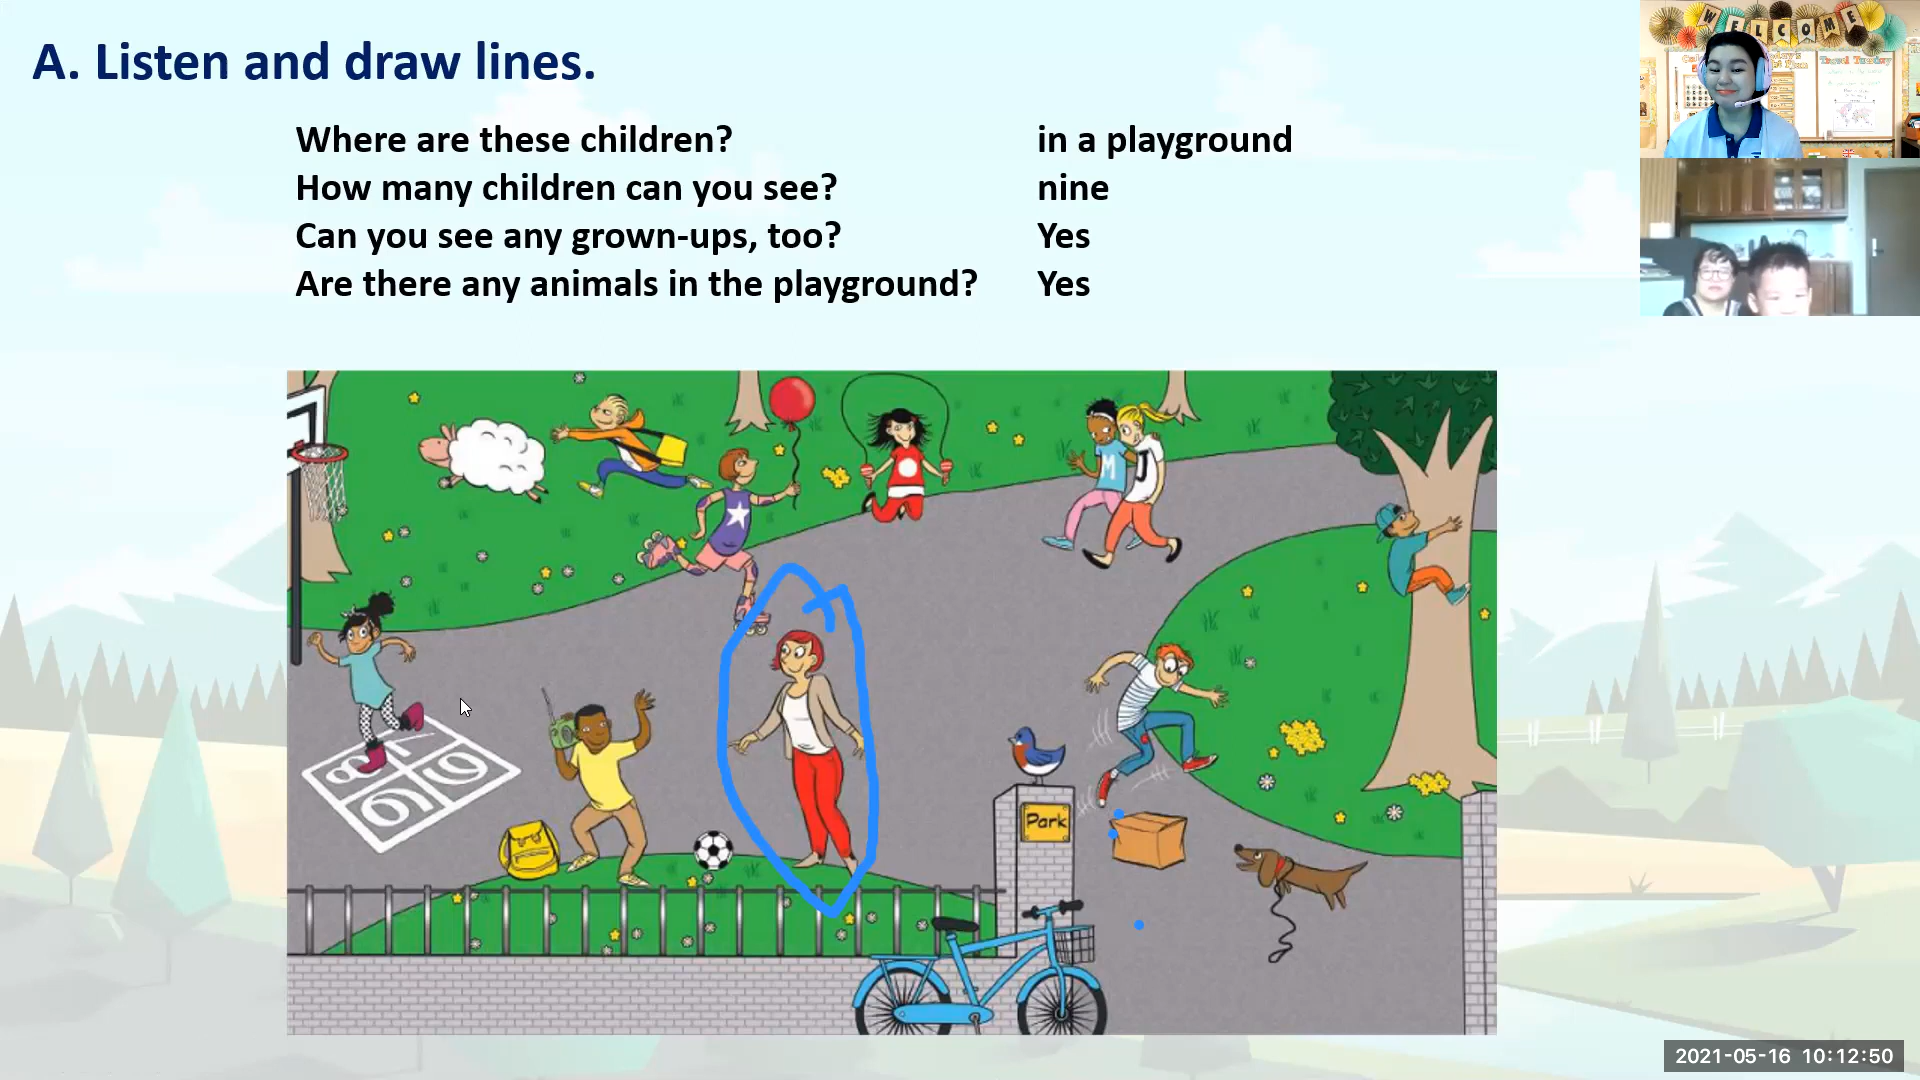 A. Listen and draw lines.
Where are these children? in a playground
How many children can you see? nine
Can you see any grown-ups, too? Yes
Are there any animals in the playground? Yes
WELCOME
M J
Park
2021-05-16 10:12:50